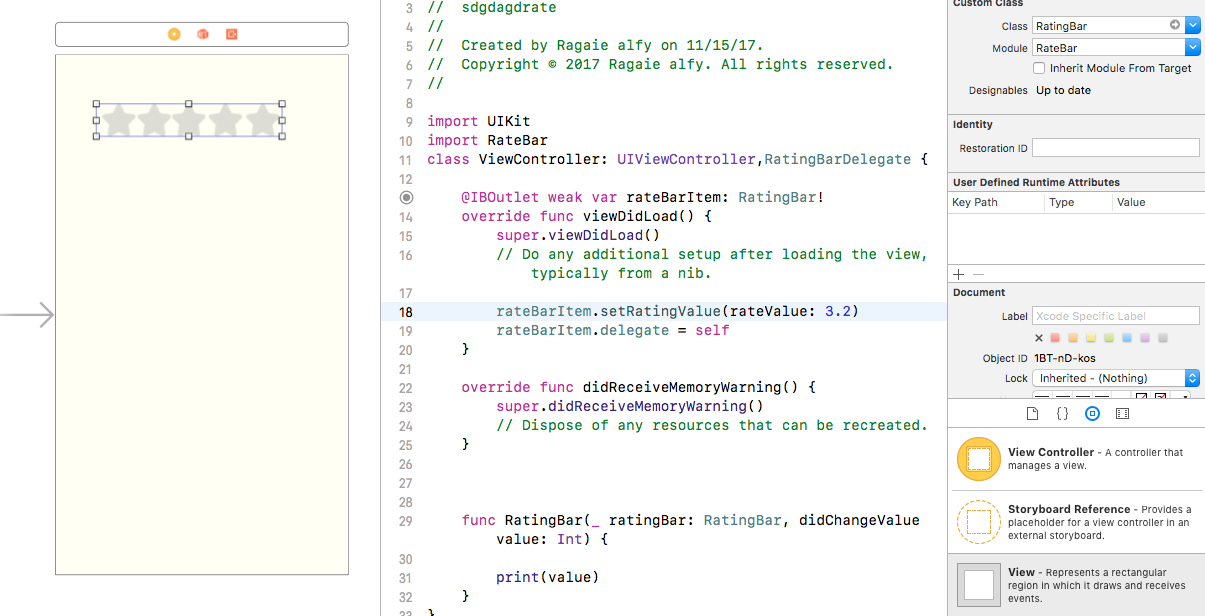 3 //  sdgdagdrate
4 //
5 //  Created by Ragaie alfy on 11/15/17.
6 //  Copyright © 2017 Ragaie alfy. All rights reserved.
7 //
8
9 import UIKit
10 import RateBar
11 class ViewController: UIViewController,RatingBarDelegate {
12
@IBOutlet weak var rateBarItem: RatingBar!
14 override func viewDidLoad() {
15 super.viewDidLoad()
16 // Do any additional setup after loading the view,
typically from a nib.
17
18 rateBarItem.setRatingValue(rateValue: 3.2)
19 rateBarItem.delegate = self
20 }
21
22 override func didReceiveMemoryWarning() {
23 super.didReceiveMemoryWarning()
24 // Dispose of any resources that can be recreated.
25 }
26
27
28
29 func RatingBar(_ ratingBar: RatingBar, didChangeValue
value: Int) {
30
31 print(value)
32 }
33 }
Custom Class
Class RatingBar
Module RateBar
Inherit Module From Target
Designables Up to date
Identity
Restoration ID
User Defined Runtime Attributes
Key Path Type Value
Document
Label Xcode Specific Label
Object ID 1BT-nD-kos
Lock Inherited - (Nothing)
View Controller - A controller that
manages a view.
Storyboard Reference - Provides a
placeholder for a view controller in an
external storyboard.
View - Represents a rectangular
region in which it draws and receives
events.